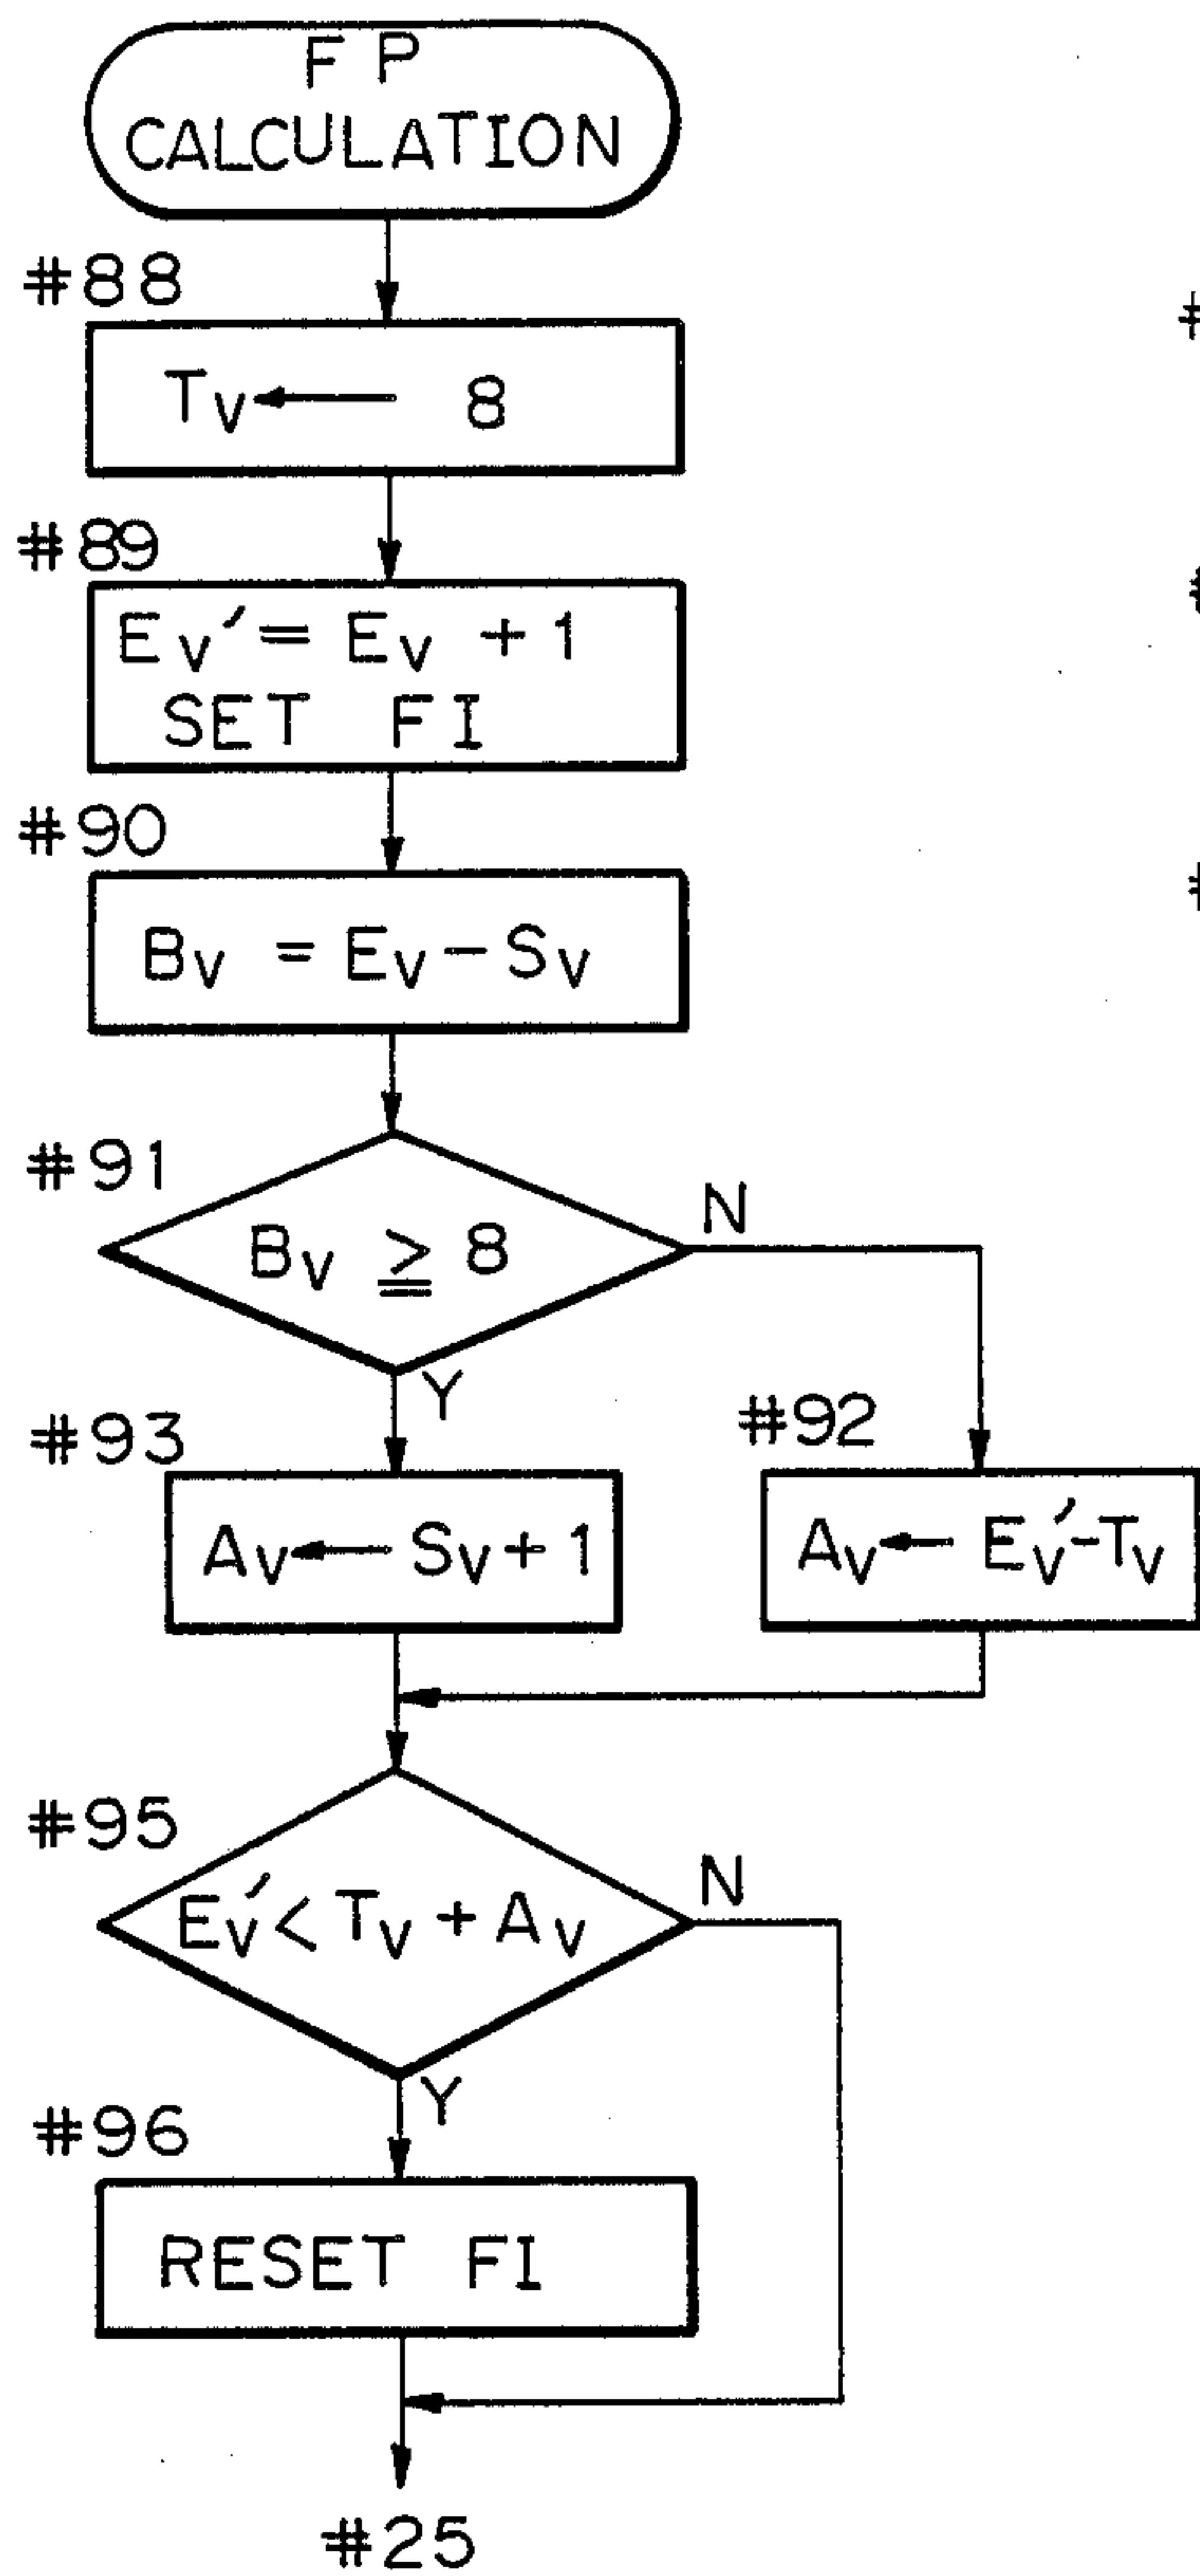 FP
CALCULATION
#88
Tv ← 8
#89
Ev' = Ev + 1
SET FI
#90
Bv = Ev - Sv
#91
Bv ≧ 8
N
Y
#93
Av ← Sv + 1
#92
Av ← Ev' - Tv
#95
Ev' < Tv + Av
N
Y
#96
RESET FI
#25